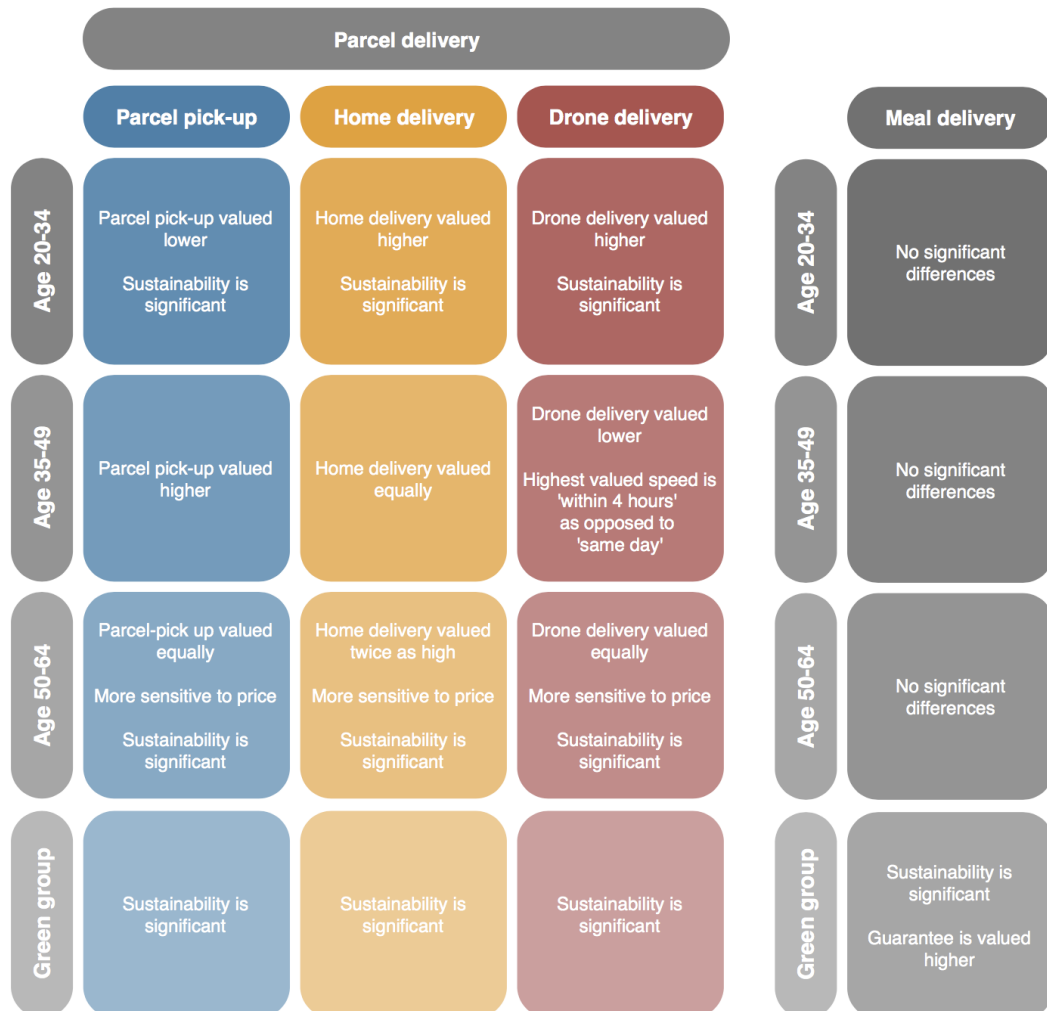 Parcel delivery
Parcel pick-up
Home delivery
Drone delivery
Meal delivery
Age 20-34
Parcel pick-up valued
lower
Sustainability is
significant
Home delivery valued
higher
Sustainability is
significant
Drone delivery valued
higher
Sustainability is
significant
Age 20-34
No significant
differences
Age 35-49
Parcel pick-up valued
higher
Home delivery valued
equally
Drone delivery valued
lower
Highest valued speed is
'within 4 hours'
as opposed to
'same day'
Age 35-49
No significant
differences
Age 50-64
Parcel-pick up valued
equally
More sensitive to price
Sustainability is
significant
Home delivery valued
twice as high
More sensitive to price
Sustainability is
significant
Drone delivery valued
equally
More sensitive to price
Sustainability is
significant
Age 50-64
No significant
differences
Green group
Sustainability is
significant
Sustainability is
significant
Sustainability is
significant
Green group
Sustainability is
significant
Guarantee is valued
higher